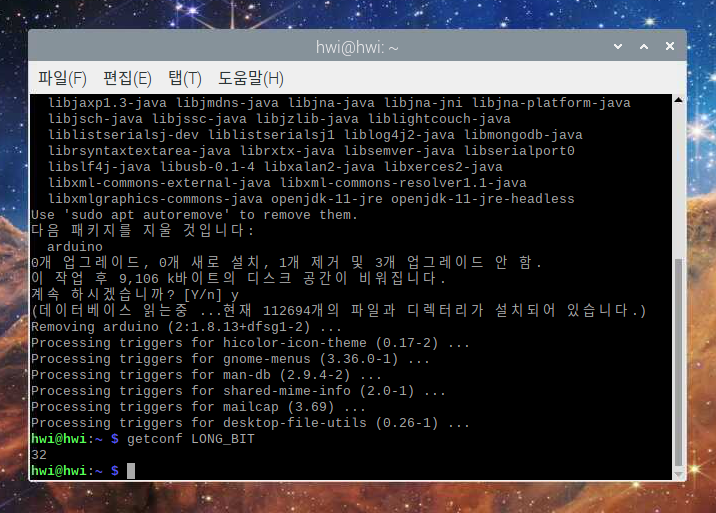 hwi@hwi: ~
파일(F) 편집(E) 탭(T) 도움말(H)
libjaxp1.3-java libjmdns-java libjna-java libjna-jni libjna-platform-java
libjsch-java libjssc-java libjzlib-java liblightcouch-java
liblistserialsj-dev liblistserialsj1 liblog4j2-java libmongodb-java
librsyntaxtextarea-java librxtx-java libsemver-java libserialport0
libslf4j-java libusb-0.1-4 libxalan2-java libxerces2-java
libxml-commons-external-java libxml-commons-resolver1.1-java
libxmlgraphics-commons-java openjdk-11-jre openjdk-11-jre-headless
Use 'sudo apt autoremove' to remove them.
다음 패키지를 지울 것입니다:
arduino
0개 업그레이드, 0개 새로 설치, 1개 제거 및 3개 업그레이드 안 함.
이 작업 후 9,106 k바이트의 디스크 공간이 비워집니다.
계속 하시겠습니까? [Y/n] y
(데이터베이스 읽는중 ...현재 112694개의 파일과 디렉터리가 설치되어 있습니다.)
Removing arduino (2:1.8.13+dfsg1-2) ...
Processing triggers for hicolor-icon-theme (0.17-2) ...
Processing triggers for gnome-menus (3.36.0-1) ...
Processing triggers for man-db (2.9.4-2) ...
Processing triggers for shared-mime-info (2.0-1) ...
Processing triggers for mailcap (3.69) ...
Processing triggers for desktop-file-utils (0.26-1) ...
hwi@hwi:~ $ getconf LONG_BIT
32
hwi@hwi:~ $